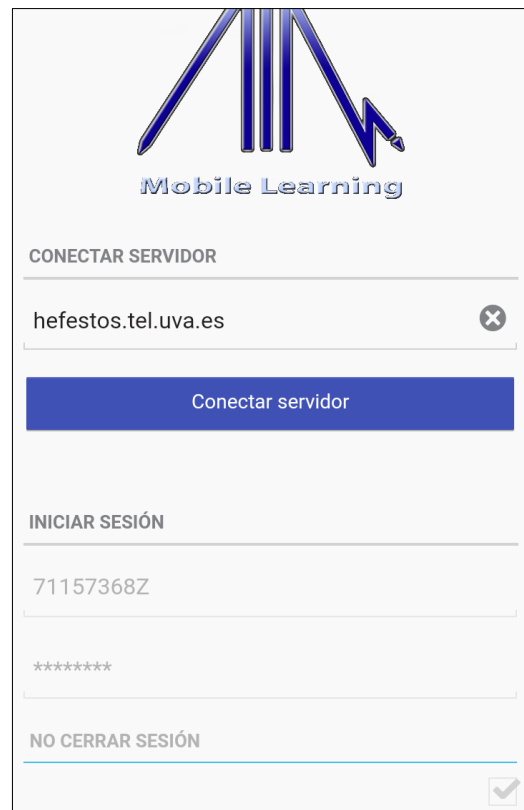 Mobile Learning
CONECTAR SERVIDOR
hefestos.tel.uva.es
Conectar servidor
INICIAR SESIÓN
71157368Z
********
NO CERRAR SESIÓN